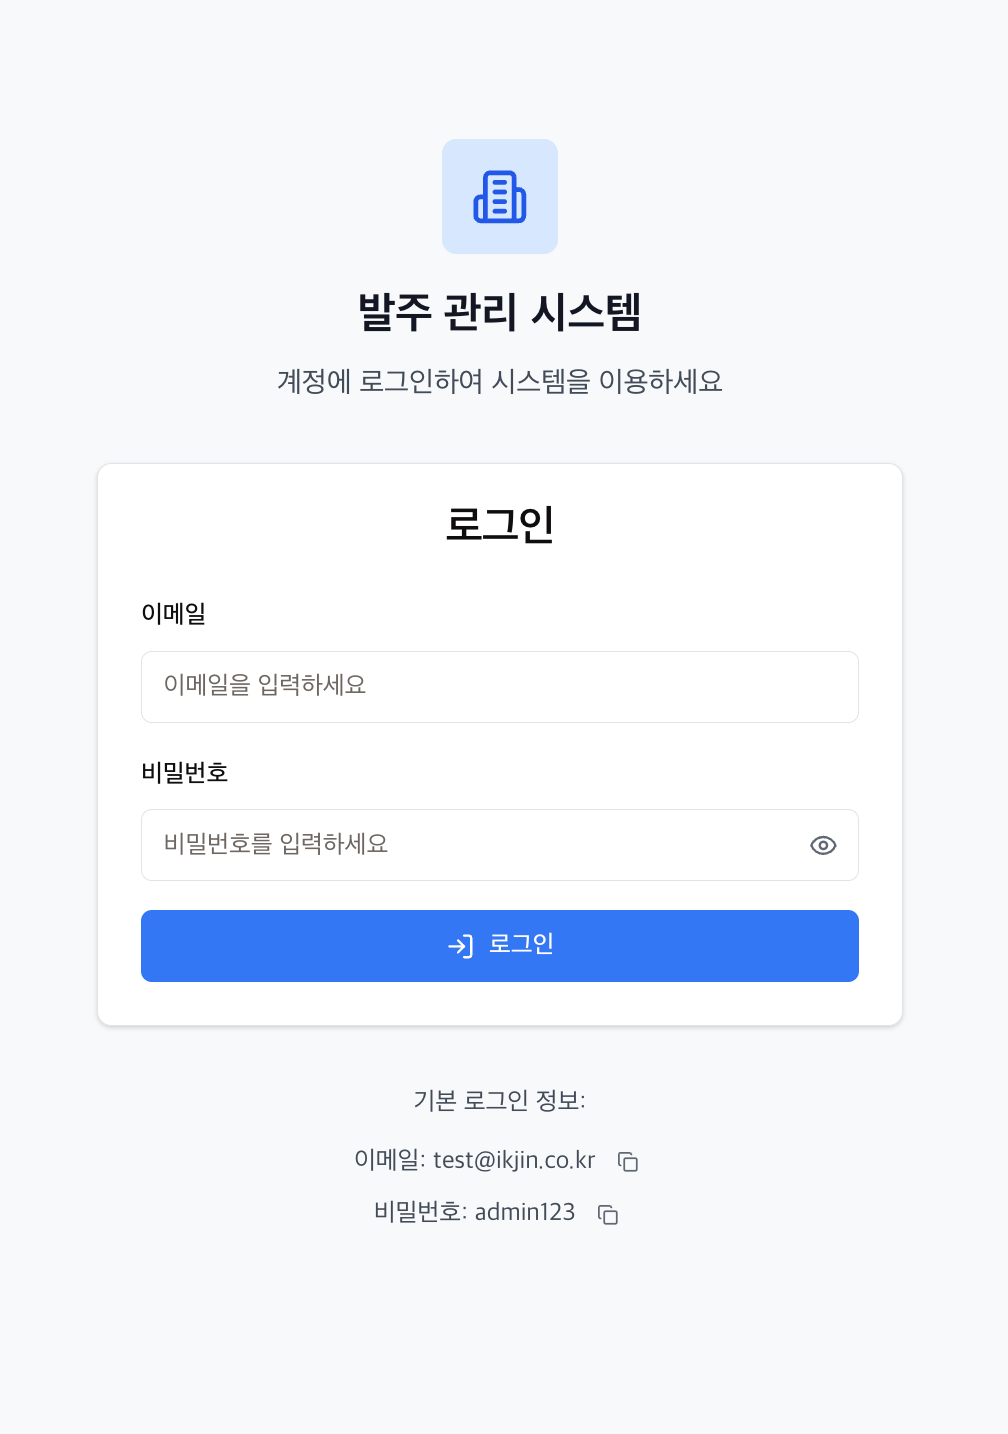 발주 관리 시스템
계정에 로그인하여 시스템을 이용하세요
로그인
이메일
이메일을 입력하세요
비밀번호
비밀번호를 입력하세요
로그인
기본 로그인 정보:
이메일: test@ikjin.co.kr
비밀번호: admin123